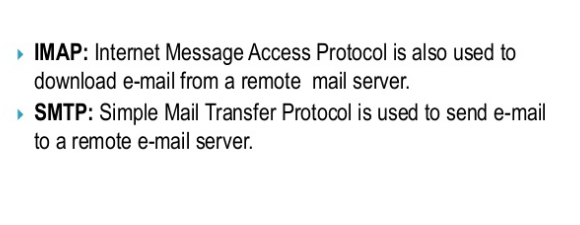 IMAP: Internet Message Access Protocol is also used to
download e-mail from a remote mail server.
SMTP: Simple Mail Transfer Protocol is used to send e-mail
to a remote e-mail server.